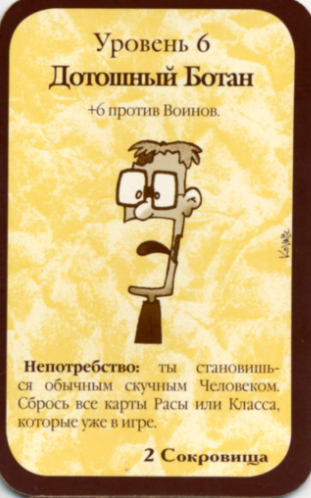 Уровень 6
Дотошный Ботан
+6 против Воинов.
Непотребство: ты становишь-
ся обычным скучным Человеком.
Сбрось все карты Расы или Класса,
которые уже в игре.
2 Сокровища